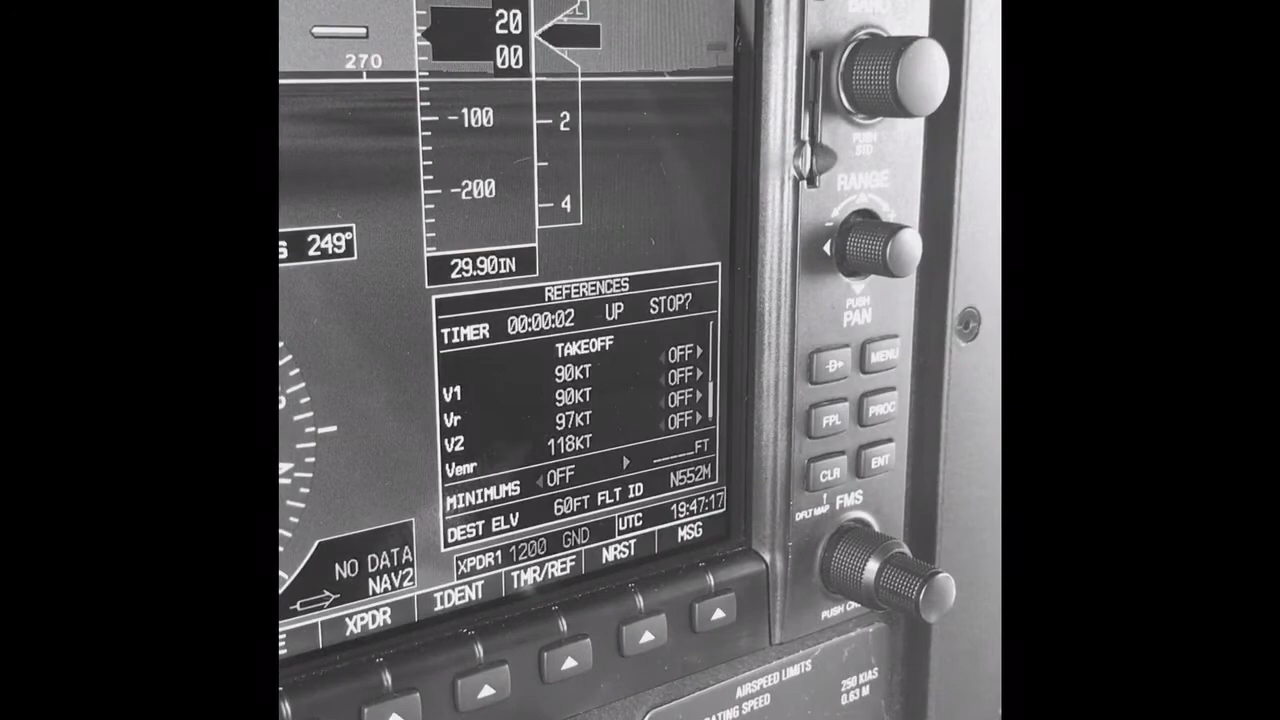 20
00
270
-100
-200
2
4
249°
29.90IN
REFERENCES
TIMER 00:00:02 UP STOP?
TAKEOFF
V1 90KT OFF
Vr 90KT OFF
V2 97KT OFF
Venr 118KT OFF
MINIMUMS OFF FT
DEST ELV 60FT FLT ID N552M
XPDR1 1200 GND UTC 19:47:17
NO DATA
NAV2
XPDR IDENT TMR/REF NRST MSG
BARO
PUSH
STD
RANGE
PUSH
PAN
D
MENU
FPL
PROC
CLR
ENT
DFLT MAP
FMS
PUSH
AIRSPEED LIMITS
250 KIAS
0.63 M
SPEED